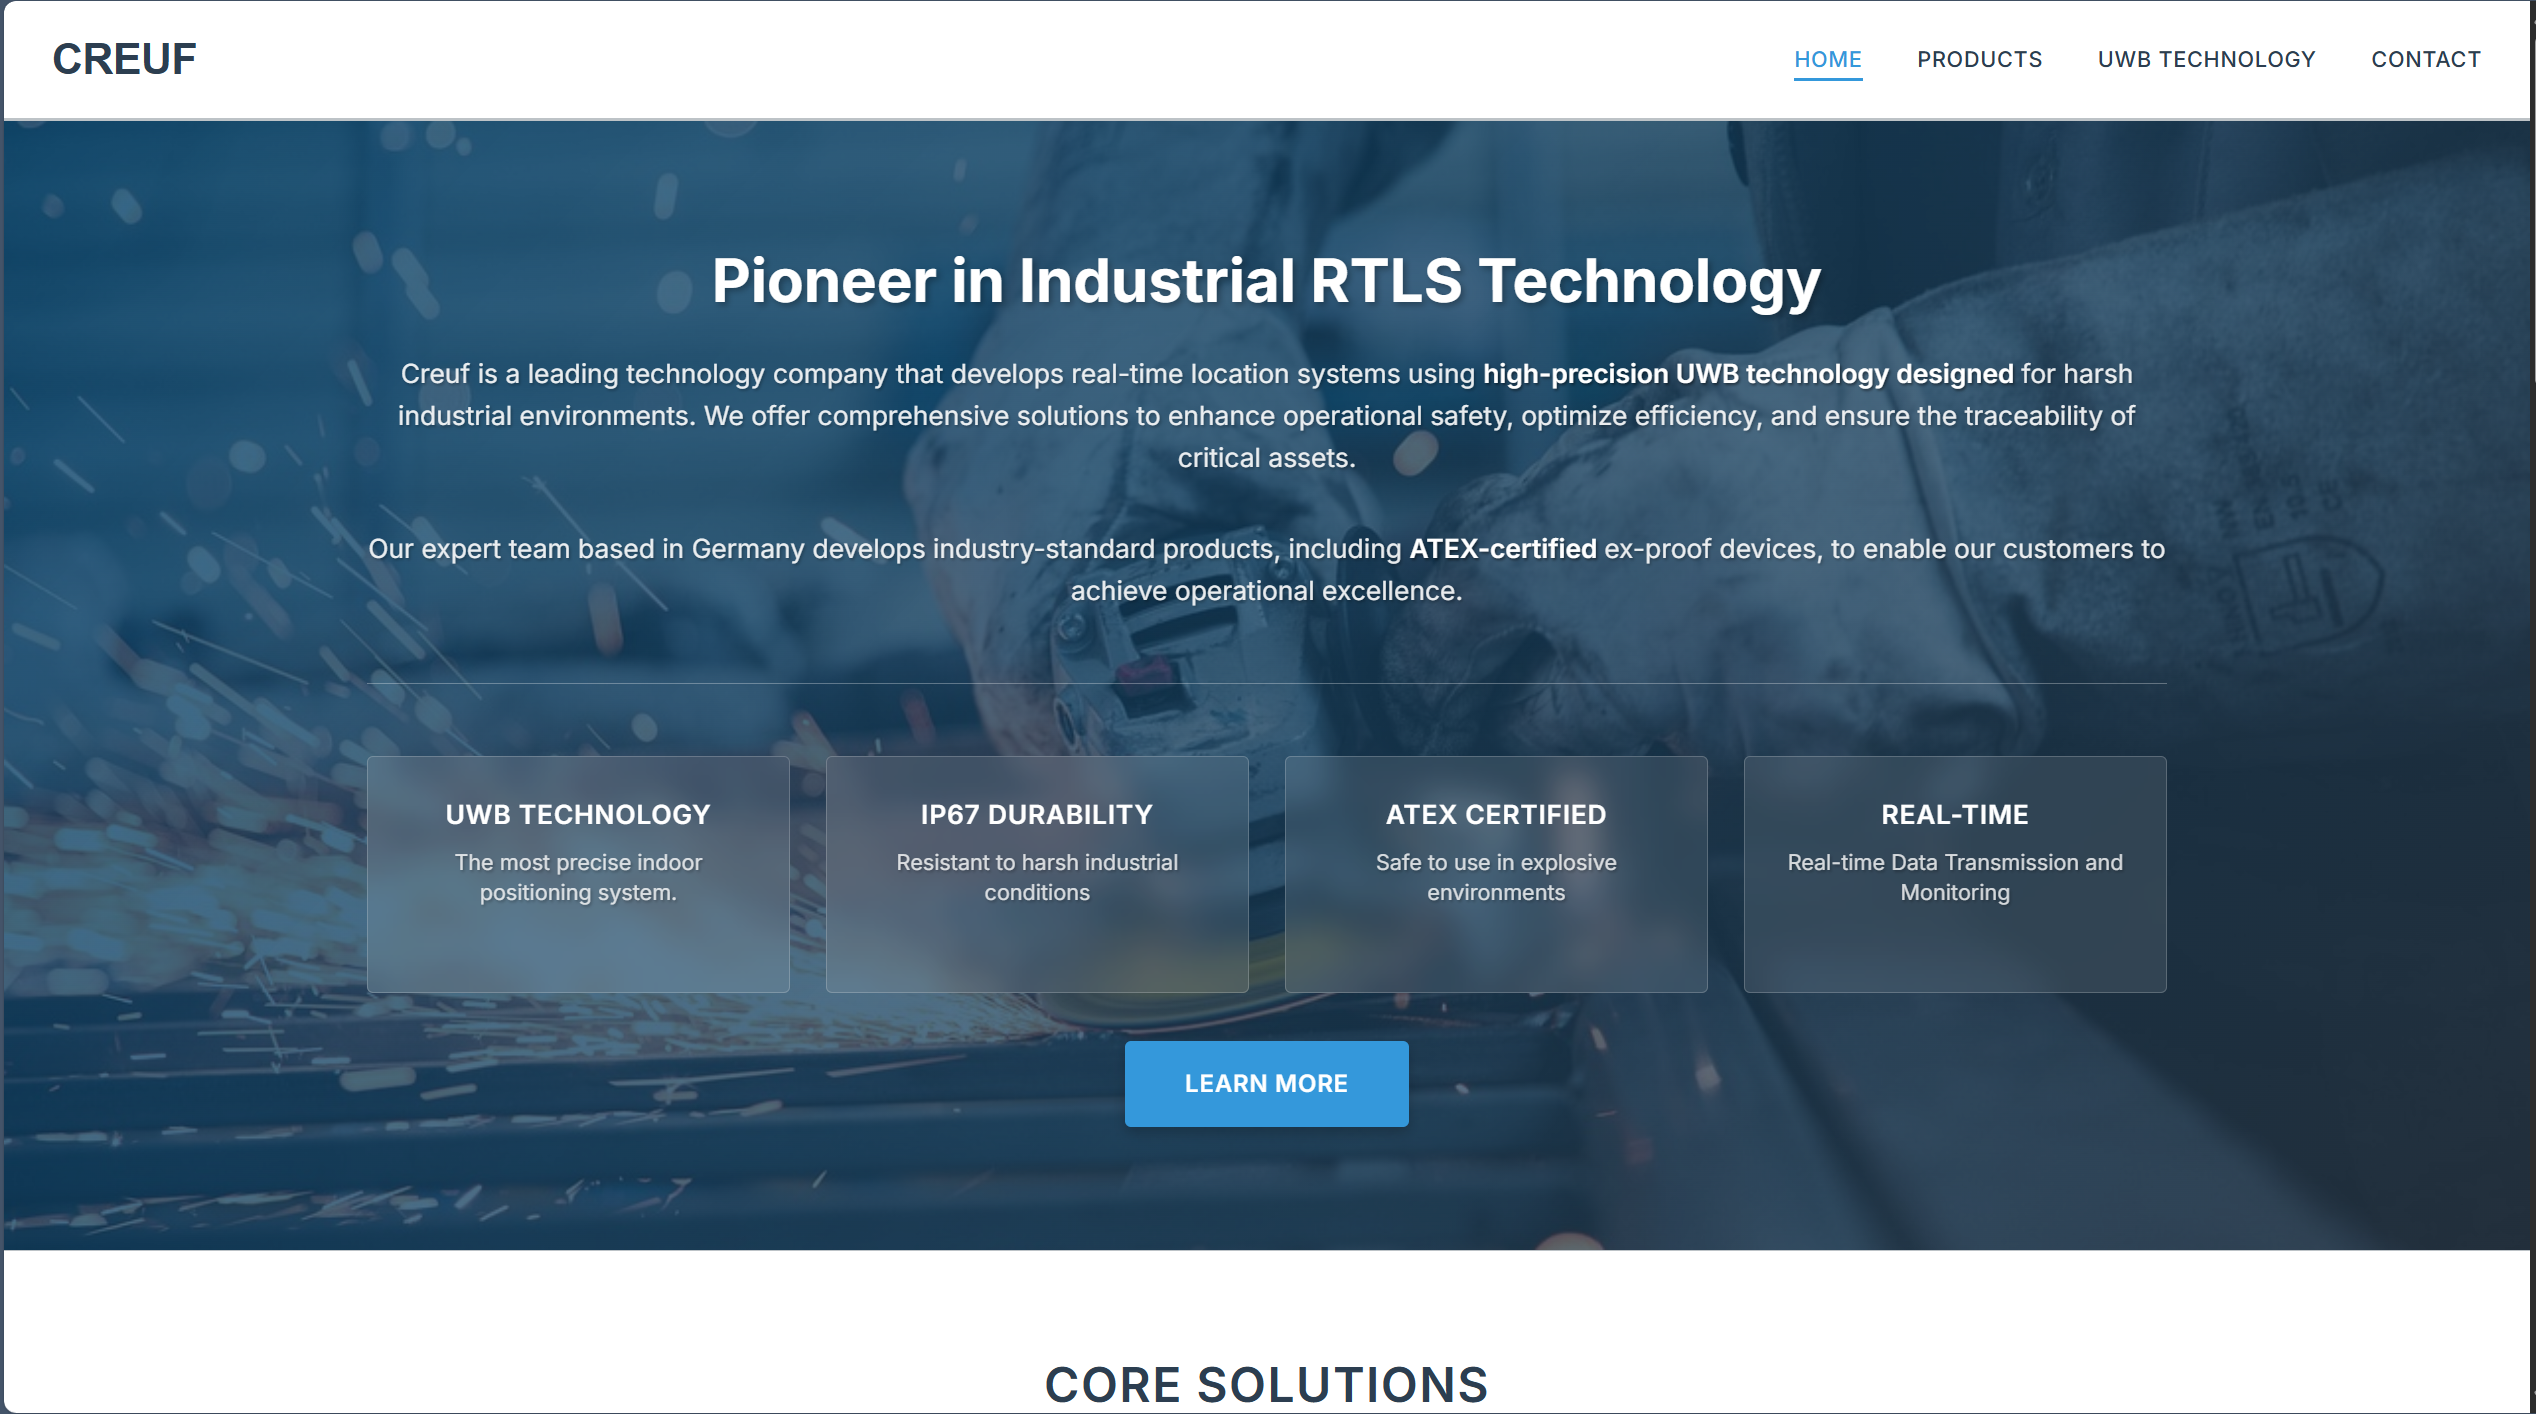 CREUF
HOME
PRODUCTS
UWB TECHNOLOGY
CONTACT
Pioneer in Industrial RTLS Technology
Creuf is a leading technology company that develops real-time location systems using high-precision UWB technology designed for harsh
industrial environments. We offer comprehensive solutions to enhance operational safety, optimize efficiency, and ensure the traceability of
critical assets.
Our expert team based in Germany develops industry-standard products, including ATEX-certified ex-proof devices, to enable our customers to
achieve operational excellence.
UWB TECHNOLOGY
The most precise indoor
positioning system.
IP67 DURABILITY
Resistant to harsh industrial
conditions
ATEX CERTIFIED
Safe to use in explosive
environments
REAL-TIME
Real-time Data Transmission and
Monitoring
LEARN MORE
CORE SOLUTIONS